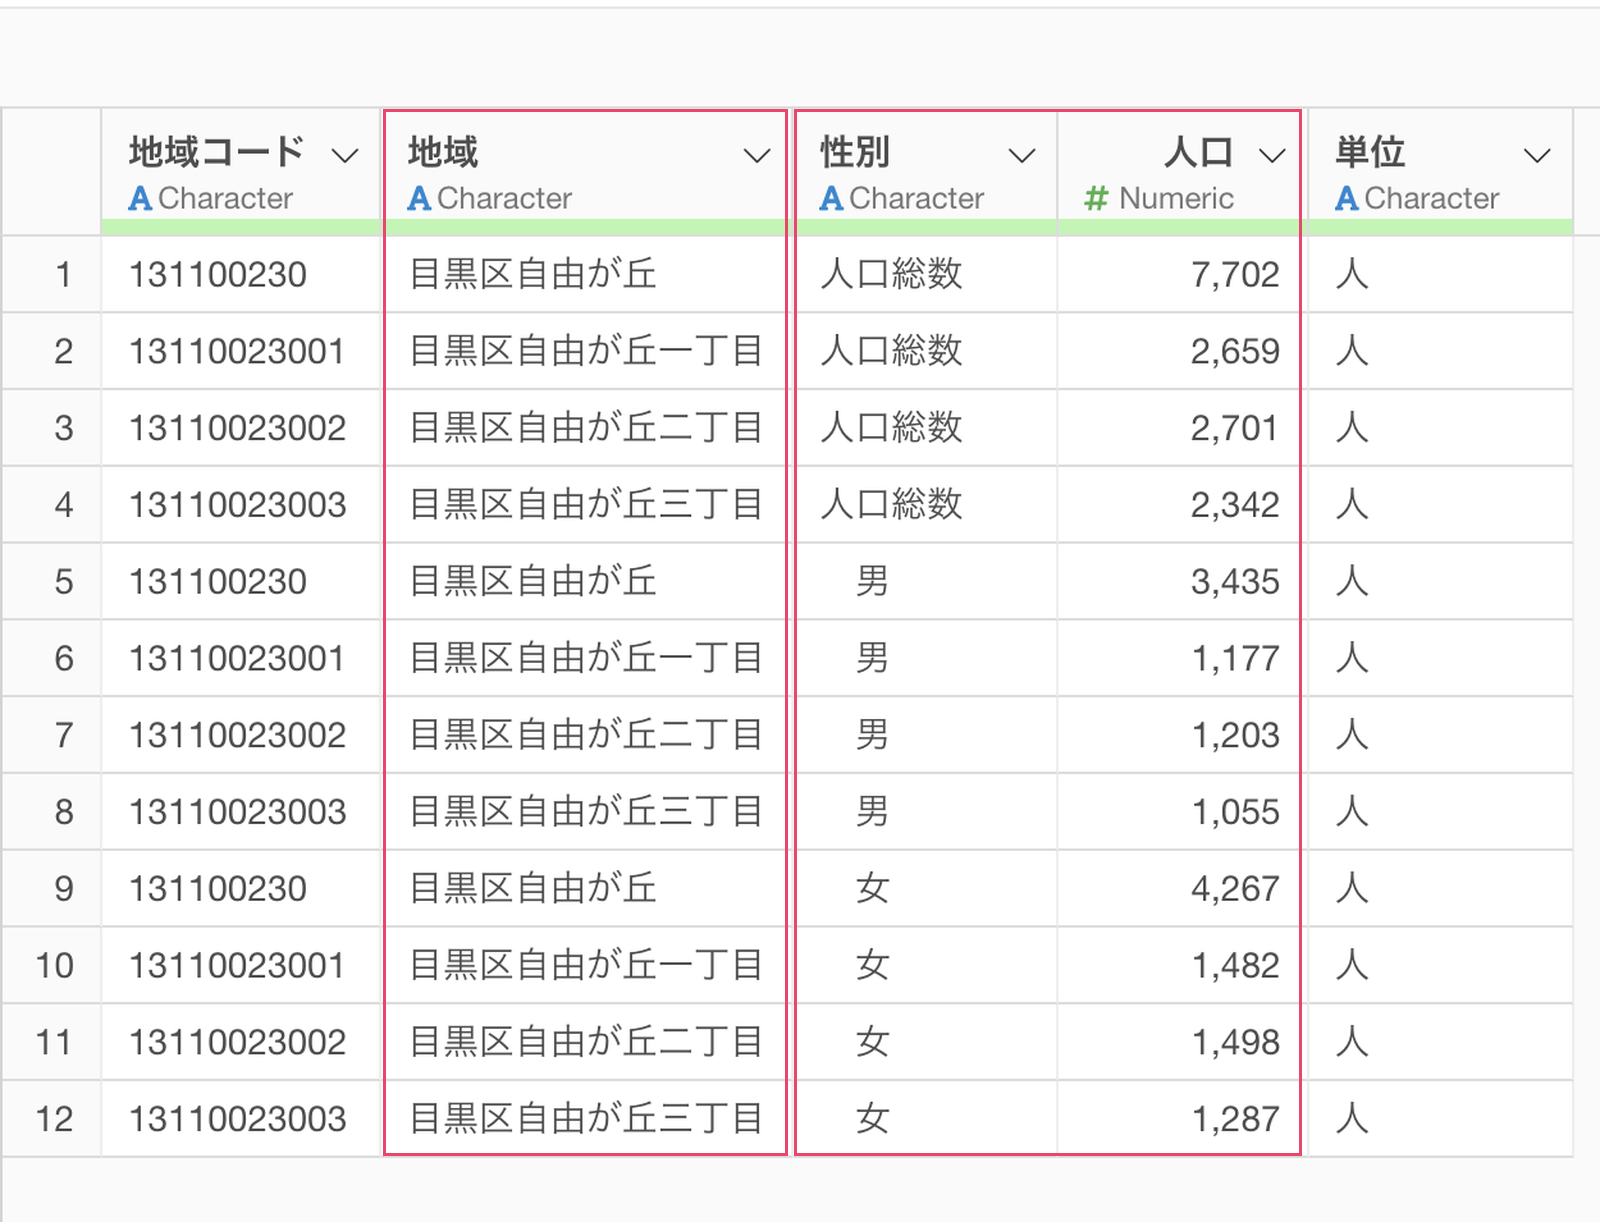 地域コード 地域 性別 人口 単位
A Character A Character A Character # Numeric A Character
1 131100230 目黒区自由が丘 人口総数 7,702 人
2 13110023001 目黒区自由が丘一丁目 人口総数 2,659 人
3 13110023002 目黒区自由が丘二丁目 人口総数 2,701 人
4 13110023003 目黒区自由が丘三丁目 人口総数 2,342 人
5 131100230 目黒区自由が丘 男 3,435 人
6 13110023001 目黒区自由が丘一丁目 男 1,177 人
7 13110023002 目黒区自由が丘二丁目 男 1,203 人
8 13110023003 目黒区自由が丘三丁目 男 1,055 人
9 131100230 目黒区自由が丘 女 4,267 人
10 13110023001 目黒区自由が丘一丁目 女 1,482 人
11 13110023002 目黒区自由が丘二丁目 女 1,498 人
12 13110023003 目黒区自由が丘三丁目 女 1,287 人